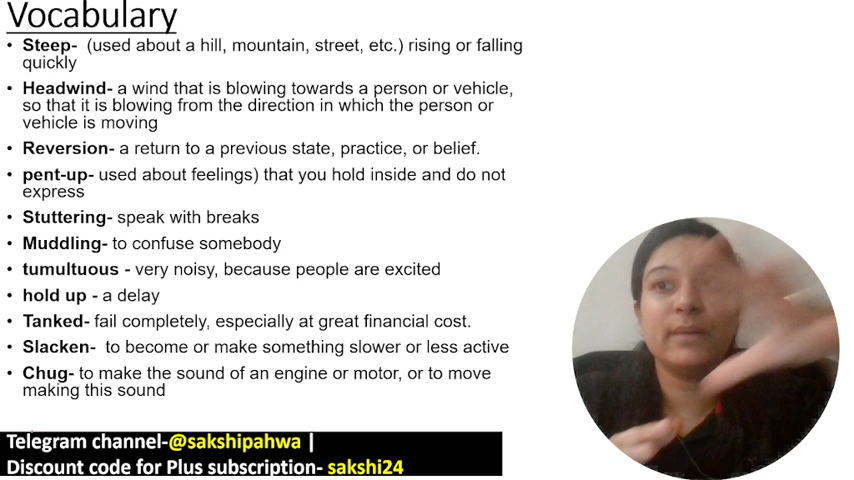 Vocabulary
• Steep- (used about a hill, mountain, street, etc.) rising or falling
quickly
• Headwind- a wind that is blowing towards a person or vehicle,
so that it is blowing from the direction in which the person or
vehicle is moving
• Reversion- a return to a previous state, practice, or belief.
• pent-up- used about feelings) that you hold inside and do not
express
• Stuttering- speak with breaks
• Muddling- to confuse somebody
• tumultuous - very noisy, because people are excited
• hold up - a delay
• Tanked- fail completely, especially at great financial cost.
• Slacken- to become or make something slower or less active
• Chug- to make the sound of an engine or motor, or to move
making this sound
Telegram channel-@sakshipahwa |
Discount code for Plus subscription- sakshi24